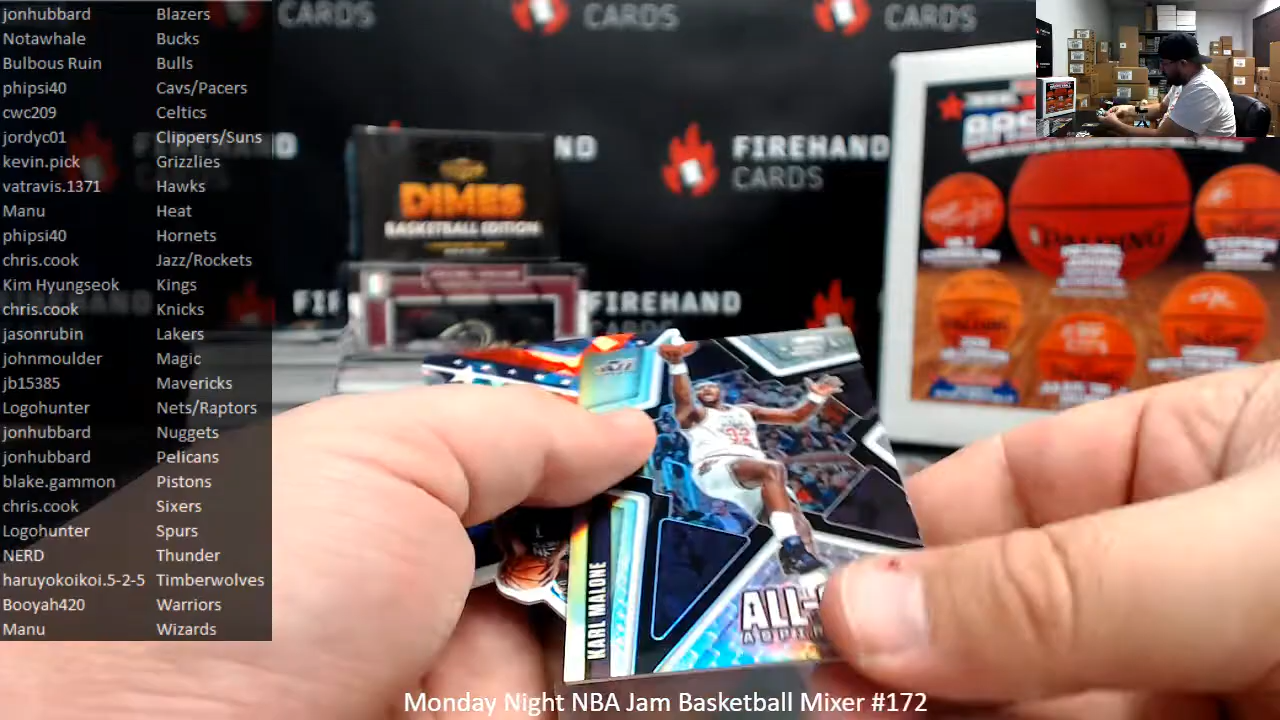 jonhubbard Blazers
Notawhale Bucks
Bulbous Ruin Bulls
phipsi40 Cavs/Pacers
cwc209 Celtics
jordyc01 Clippers/Suns
kevin.pick Grizzlies
vatravis.1371 Hawks
Manu Heat
phipsi40 Hornets
chris.cook Jazz/Rockets
Kim Hyungseok Kings
chris.cook Knicks
jasonrubin Lakers
johnmoulder Magic
jb15385 Mavericks
Logohunter Nets/Raptors
jonhubbard Nuggets
jonhubbard Pelicans
blake.gammon Pistons
chris.cook Sixers
Logohunter Spurs
NERD Thunder
haruyokoikoi.5-2-5 Timberwolves
Booyah420 Warriors
Manu Wizards
CARDS
CARDS
CARDS
ND
FIREHAND
CARDS
DIMES
BASKETBALL EDITION
FIREHAND
SPALDING
32
KARL MALONE
ALL-
Monday Night NBA Jam Basketball Mixer #172